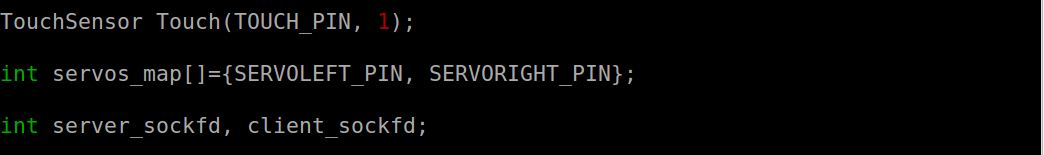 TouchSensor Touch(TOUCH_PIN, 1);
int servos_map[]={SERVOLEFT_PIN, SERVORIGHT_PIN};
int server_sockfd, client_sockfd;